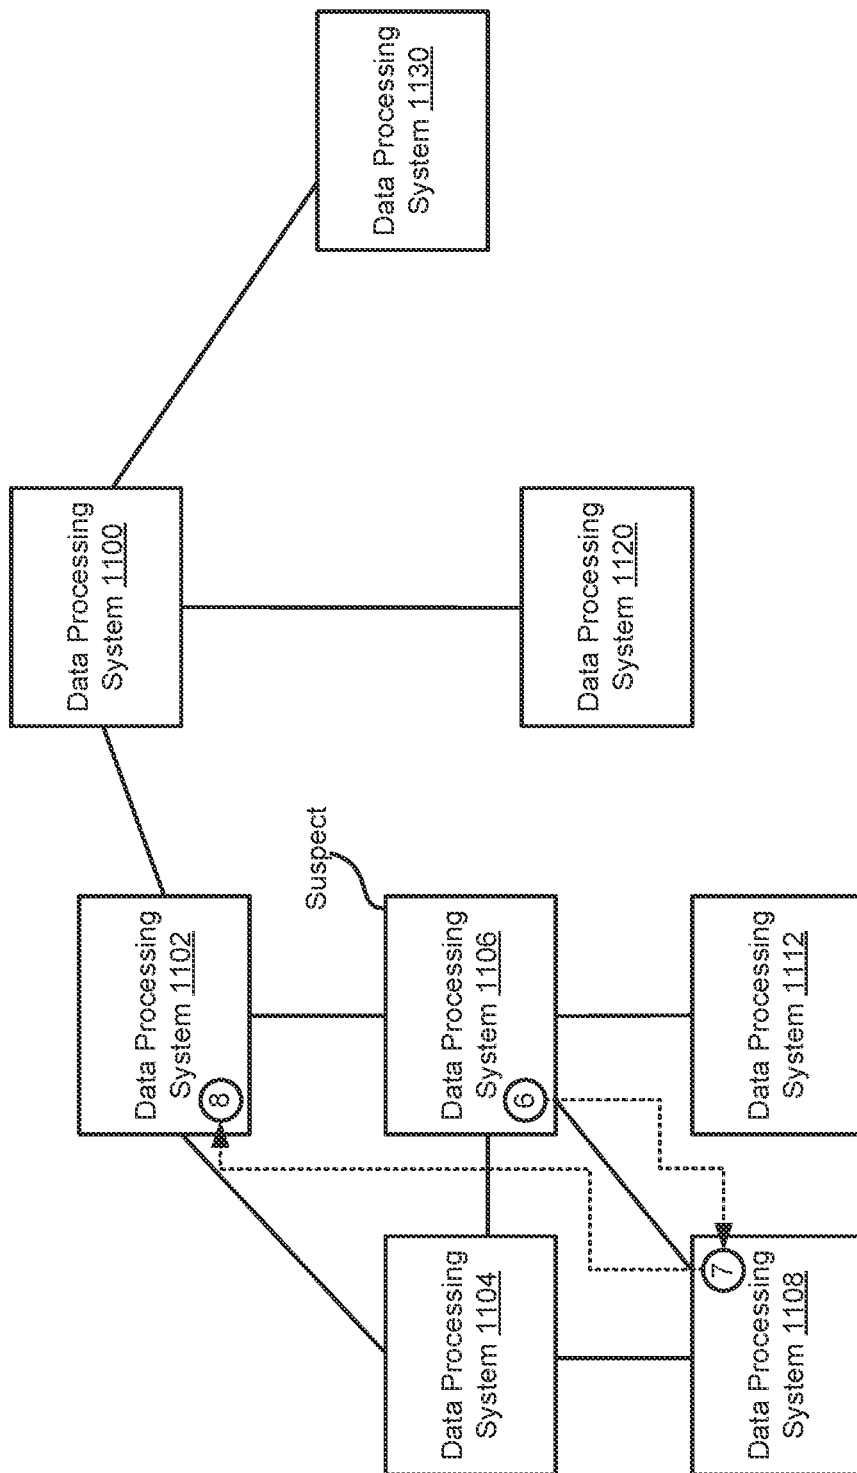 Data Processing
System 1100
Data Processing
System 1102
8
Suspect
Data Processing
System 1130
Data Processing
System 1104
Data Processing
System 1106
6
Data Processing
System 1120
7
Data Processing
System 1108
Data Processing
System 1112